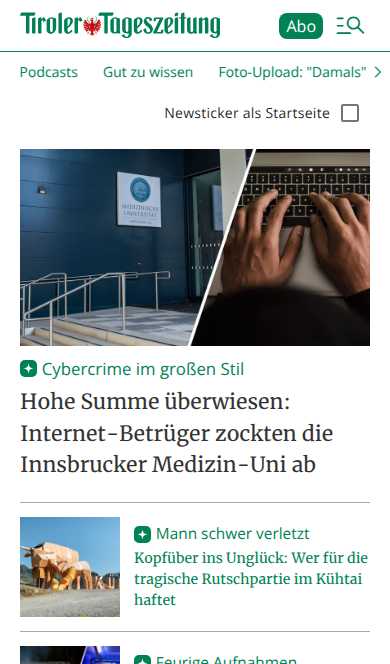 Tiroler Tageszeitung
Abo
Podcasts Gut zu wissen Foto-Upload: "Damals"
Newsticker als Startseite
MEDIZINISCHE
UNIVERSITÄT
Cybercrime im großen Stil
Hohe Summe überwiesen:
Internet-Betrüger zockten die
Innsbrucker Medizin-Uni ab
Mann schwer verletzt
Kopfüber ins Unglück: Wer für die
tragische Rutschpartie im Kühtai
haftet
Feurige Aufnahmen